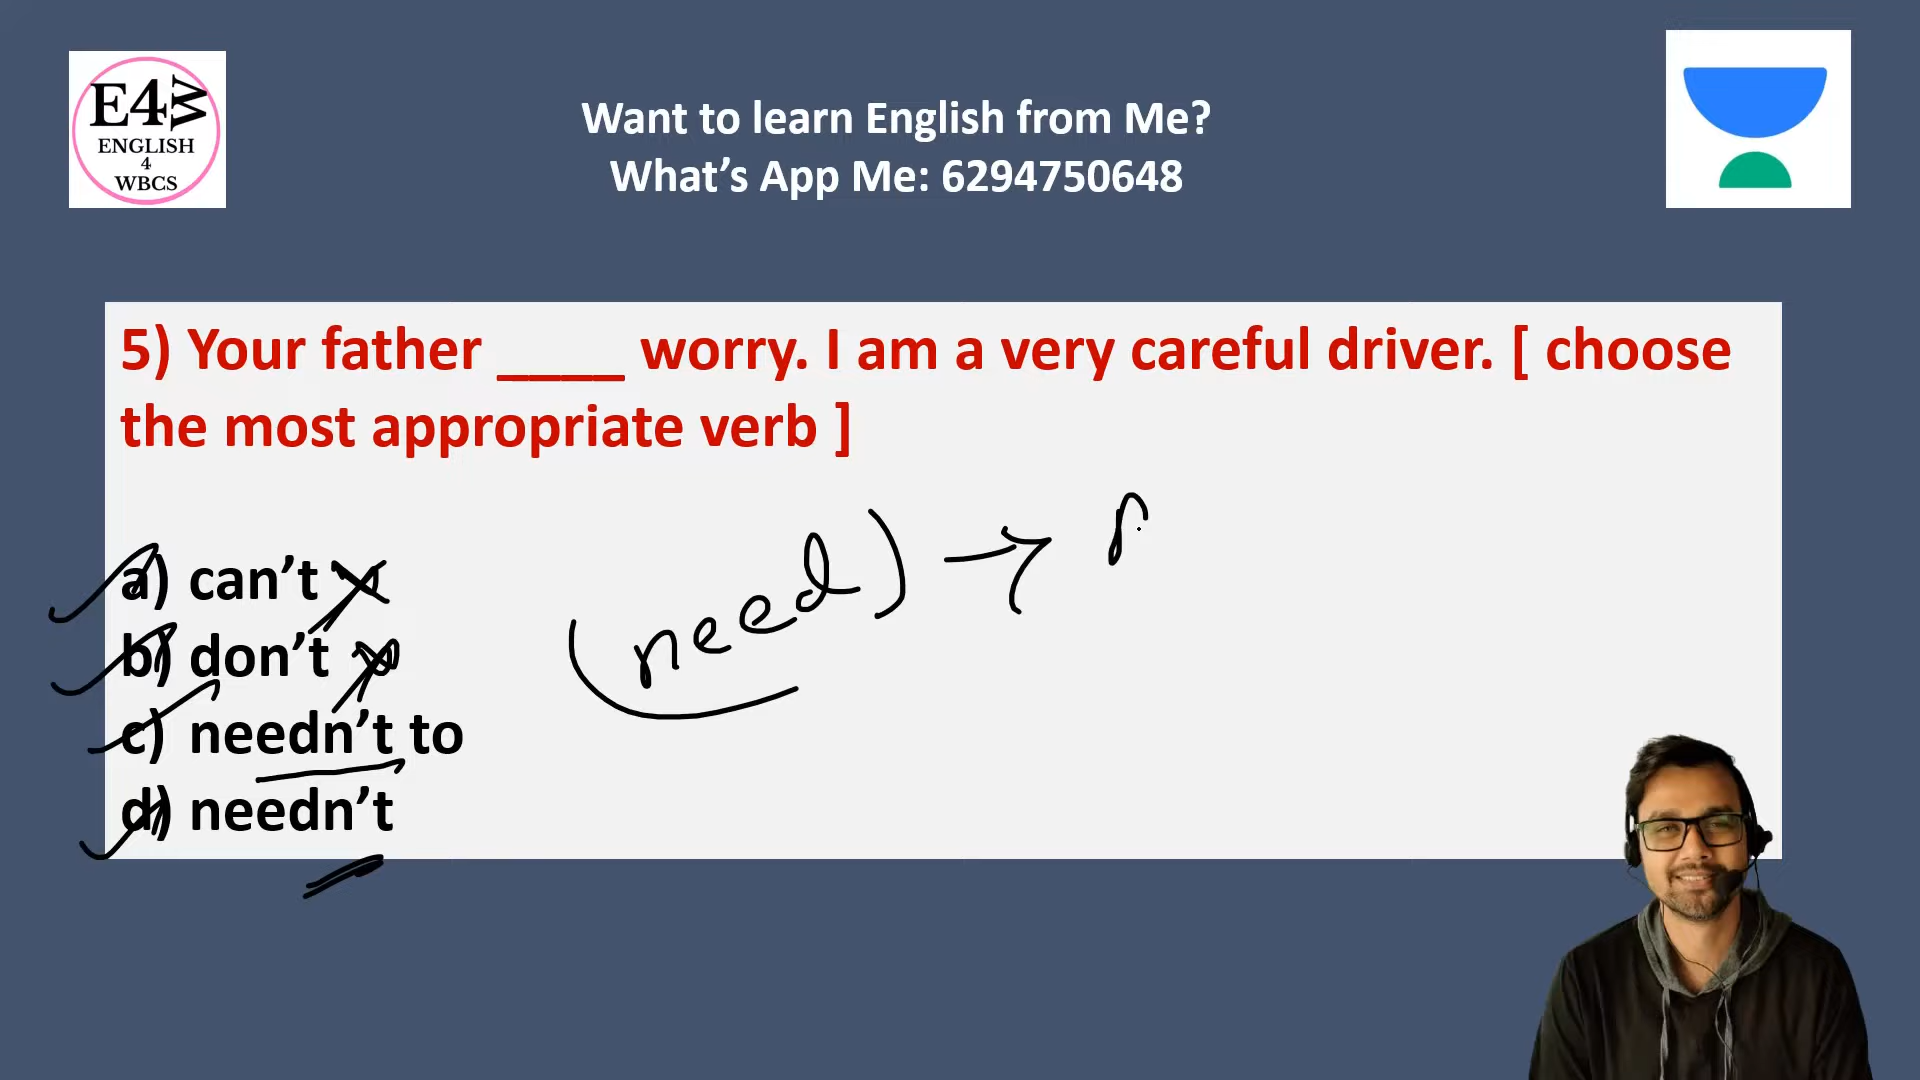 E4W
ENGLISH
4
WBCS
Want to learn English from Me?
What's App Me: 6294750648
5) Your father ____ worry. I am a very careful driver. [ choose
the most appropriate verb ]
a) can't
b) don't
c) needn't to
d) needn't
(need) →